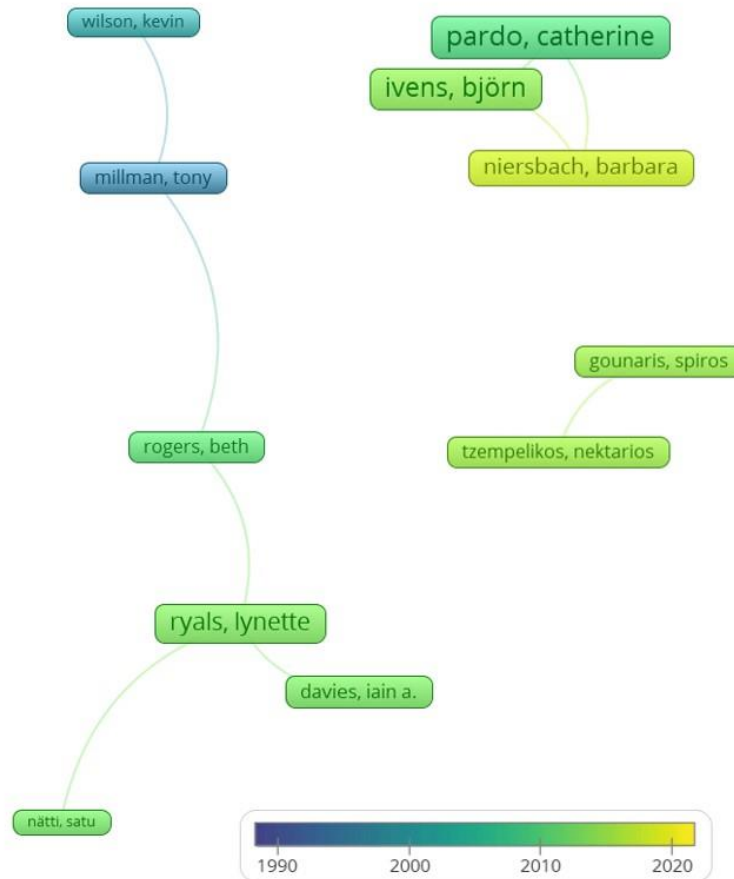 wilson, kevin
pardo, catherine
ivens, björn
niersbach, barbara
millman, tony
gounaris, spiros
rogers, beth
tzempelikos, nektarios
ryals, lynette
davies, iain a.
nätti, satu
1990 2000 2010 2020